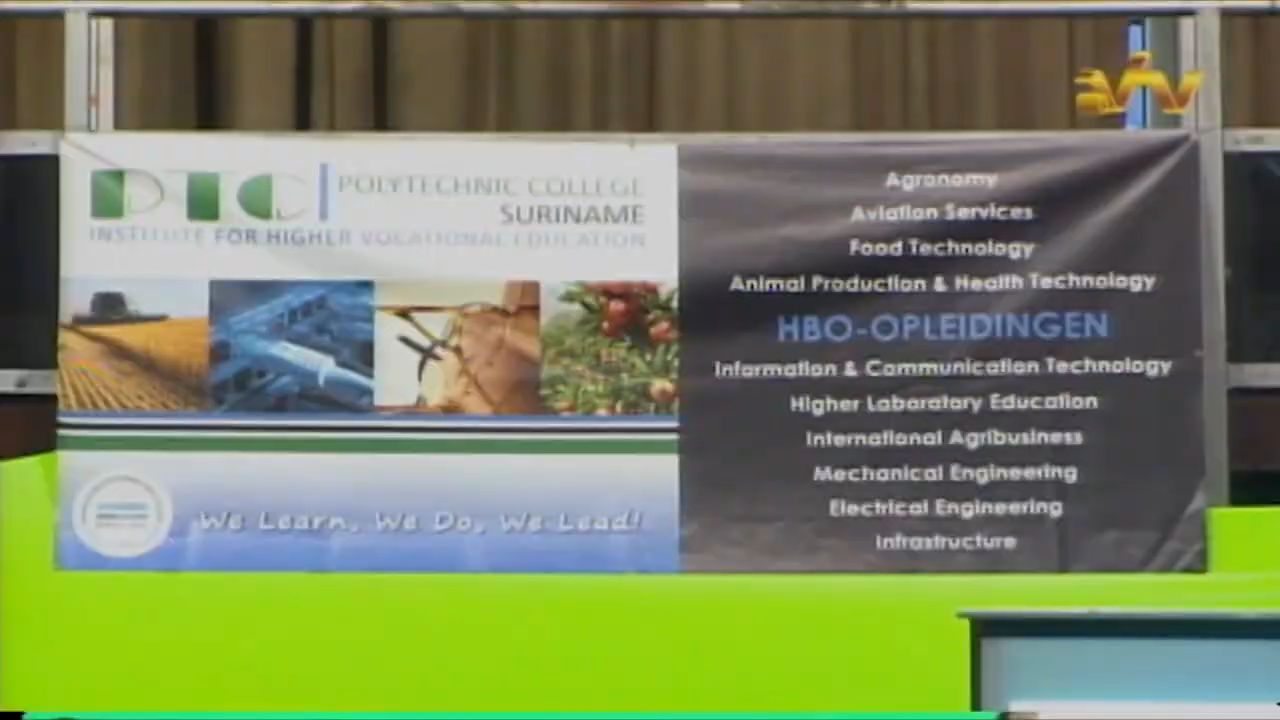 PTC
POLYTECHNIC COLLEGE
SURINAME
INSTITUTE FOR HIGHER VOCATIONAL EDUCATION
We Learn, We Do, We Lead!
Agronomy
Aviation Services
Food Technology
Animal Production & Health Technology
HBO-OPLEIDINGEN
Information & Communication Technology
Higher Laboratory Education
International Agribusiness
Mechanical Engineering
Electrical Engineering
Infrastructure